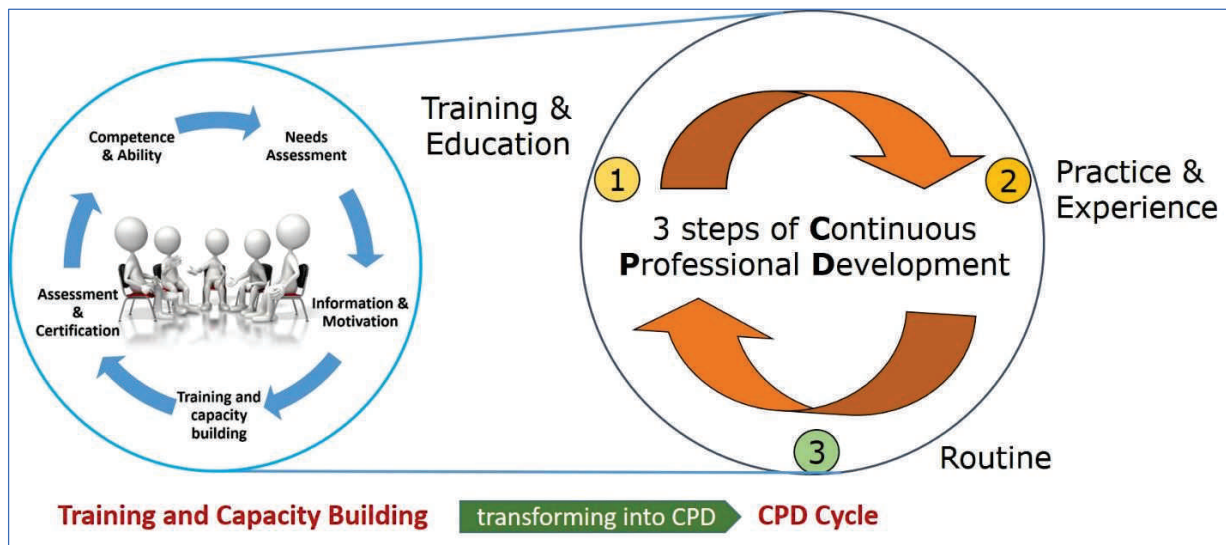 Competence
& Ability
Needs
Assessment
Information &
Motivation
Training and
capacity
building
Assessment
&
Certification
Training &
Education
1
2
Practice &
Experience
3 steps of Continuous
Professional Development
3
Routine
Training and Capacity Building
transforming into CPD
CPD Cycle